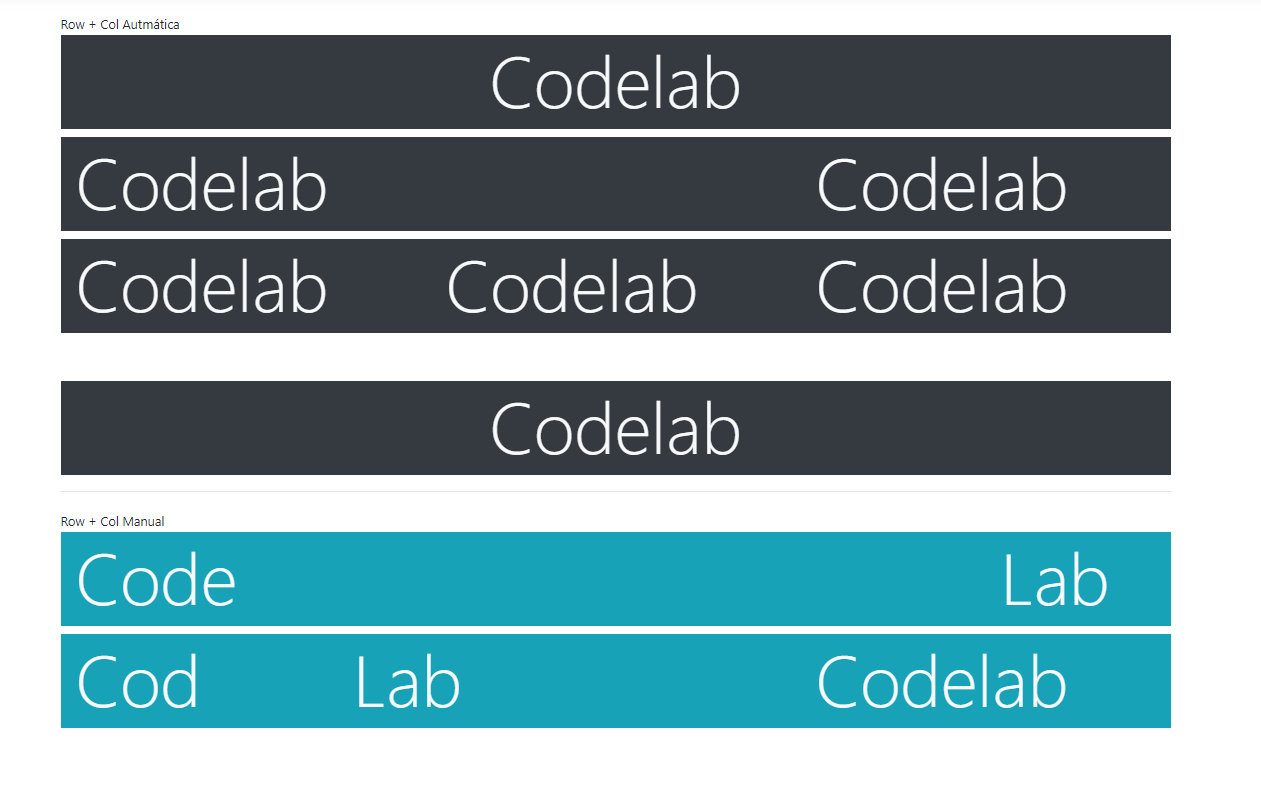 Row + Col Autmática
Codelab
Codelab Codelab
Codelab Codelab Codelab
Codelab
Row + Col Manual
Code Lab
Cod Lab Codelab